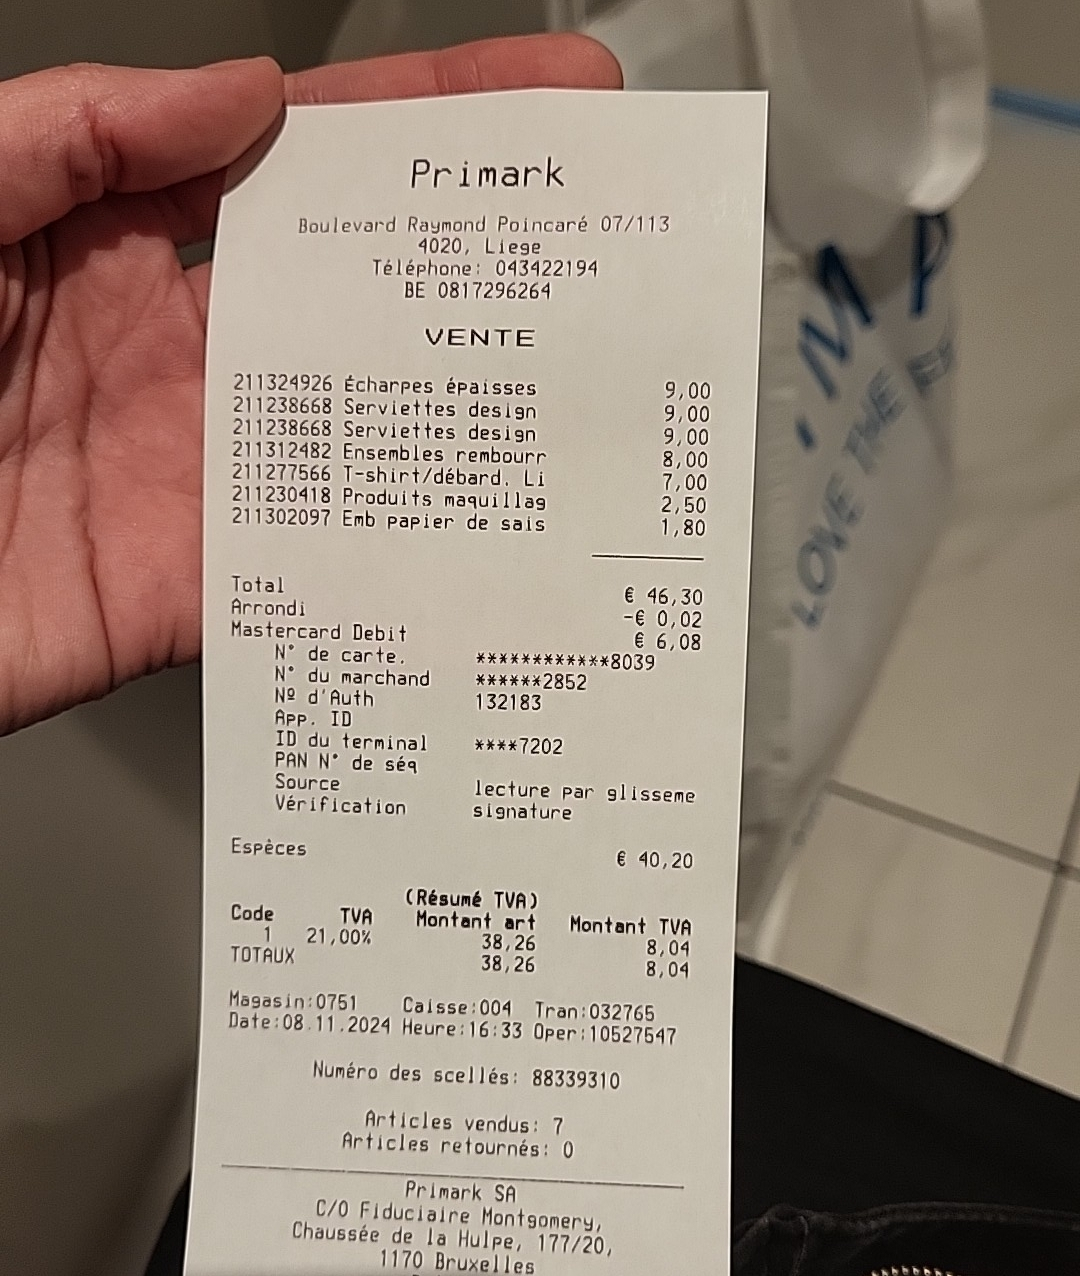 Primark
Boulevard Raymond Poincaré 07/113
4020, Liege
Téléphone: 043422194
BE 0817296264
VENTE
211324926 Écharpes épaisses 9,00
211238668 Serviettes design 9,00
211238668 Serviettes design 9,00
211312482 Ensembles rembourr 8,00
211277566 T-shirt/débard. Li 7,00
211230418 Produits maquillag 2,50
211302097 Emb papier de sais 1,80
Total € 46,30
Arrondi -€ 0,02
Mastercard Debit € 6,08
N° de carte. ************8039
N° du marchand ******2852
Nº d'Auth 132183
App. ID
ID du terminal ****7202
PAN N° de séq
Source lecture par glisseme
Vérification signature
Espèces € 40,20
(Résumé TVA)
Code TVA Montant art Montant TVA
1 21,00% 38,26 8,04
TOTAUX 38,26 8,04
Magasin:0751 Caisse:004 Tran:032765
Date:08.11.2024 Heure:16:33 Oper:10527547
Numéro des scellés: 88339310
Articles vendus: 7
Articles retournés: 0
Primark SA
C/O Fiduciaire Montgomery,
Chaussée de la Hulpe, 177/20,
1170 Bruxelles
LOVE THE